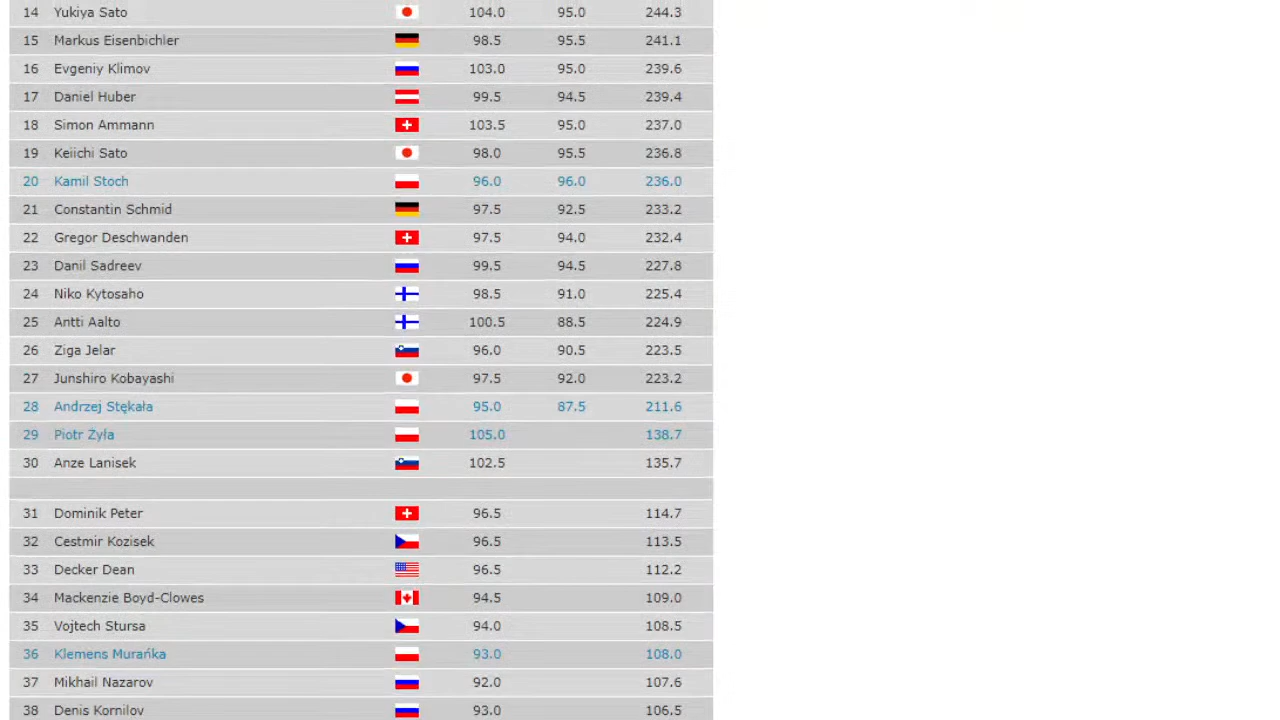 14 Yukiya Sato 104.0 95.0 244.3
15 Markus Eisenbichler 98.5 95.5 241.1
16 Evgeniy Klimov 103.0 95.0 239.6
17 Daniel Huber 99.5 94.5 239.4
18 Simon Ammann 103.5 95.0 237.0
19 Keiichi Sato 98.0 95.5 236.8
20 Kamil Stoch 96.0 96.0 236.0
21 Constantin Schmid 97.5 92.5 233.2
22 Gregor Deschwanden 97.5 94.0 232.4
23 Danil Sadreev 99.5 94.5 227.8
24 Niko Kytosaho 98.5 91.0 225.4
25 Antti Aalto 100.5 88.5 224.9
26 Ziga Jelar 96.0 90.5 223.5
27 Junshiro Kobayashi 97.5 92.0 223.2
28 Andrzej Stękała 95.0 87.5 211.6
29 Piotr Żyła 105.0 138.7
30 Anze Lanisek 102.5 135.7
31 Dominik Peter 96.5 114.7
32 Cestmir Kozisek 96.5 113.5
33 Decker Dean 96.5 112.1
34 Mackenzie Boyd-Clowes 94.5 109.0
35 Vojtech Stursa 94.0 108.5
36 Klemens Murańka 93.0 108.0
37 Mikhail Nazarov 92.0
38 Denis Kornilov 93.0